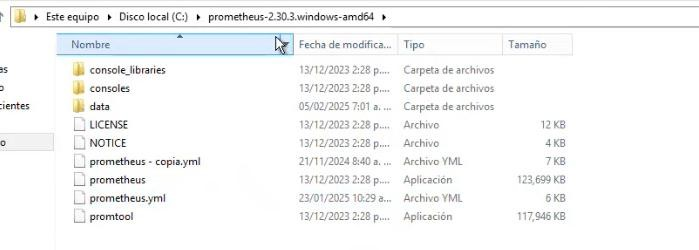 Este equipo ▸ Disco local (C:) ▸ prometheus-2.30.3.windows-amd64 ▸
Nombre Fecha de modifica... Tipo Tamaño
console_libraries 13/12/2023 2:28 p.... Carpeta de archivos
consoles 13/12/2023 2:28 p.... Carpeta de archivos
data 05/02/2025 7:01 a. ... Carpeta de archivos
LICENSE 13/12/2023 2:28 p.... Archivo 12 KB
NOTICE 13/12/2023 2:28 p.... Archivo 4 KB
prometheus - copia.yml 21/11/2024 8:40 a. ... Archivo YML 7 KB
prometheus 13/12/2023 2:28 p.... Aplicación 123,699 KB
prometheus.yml 23/01/2025 10:29 a... Archivo YML 6 KB
promtool 13/12/2023 2:28 p.... Aplicación 117,946 KB